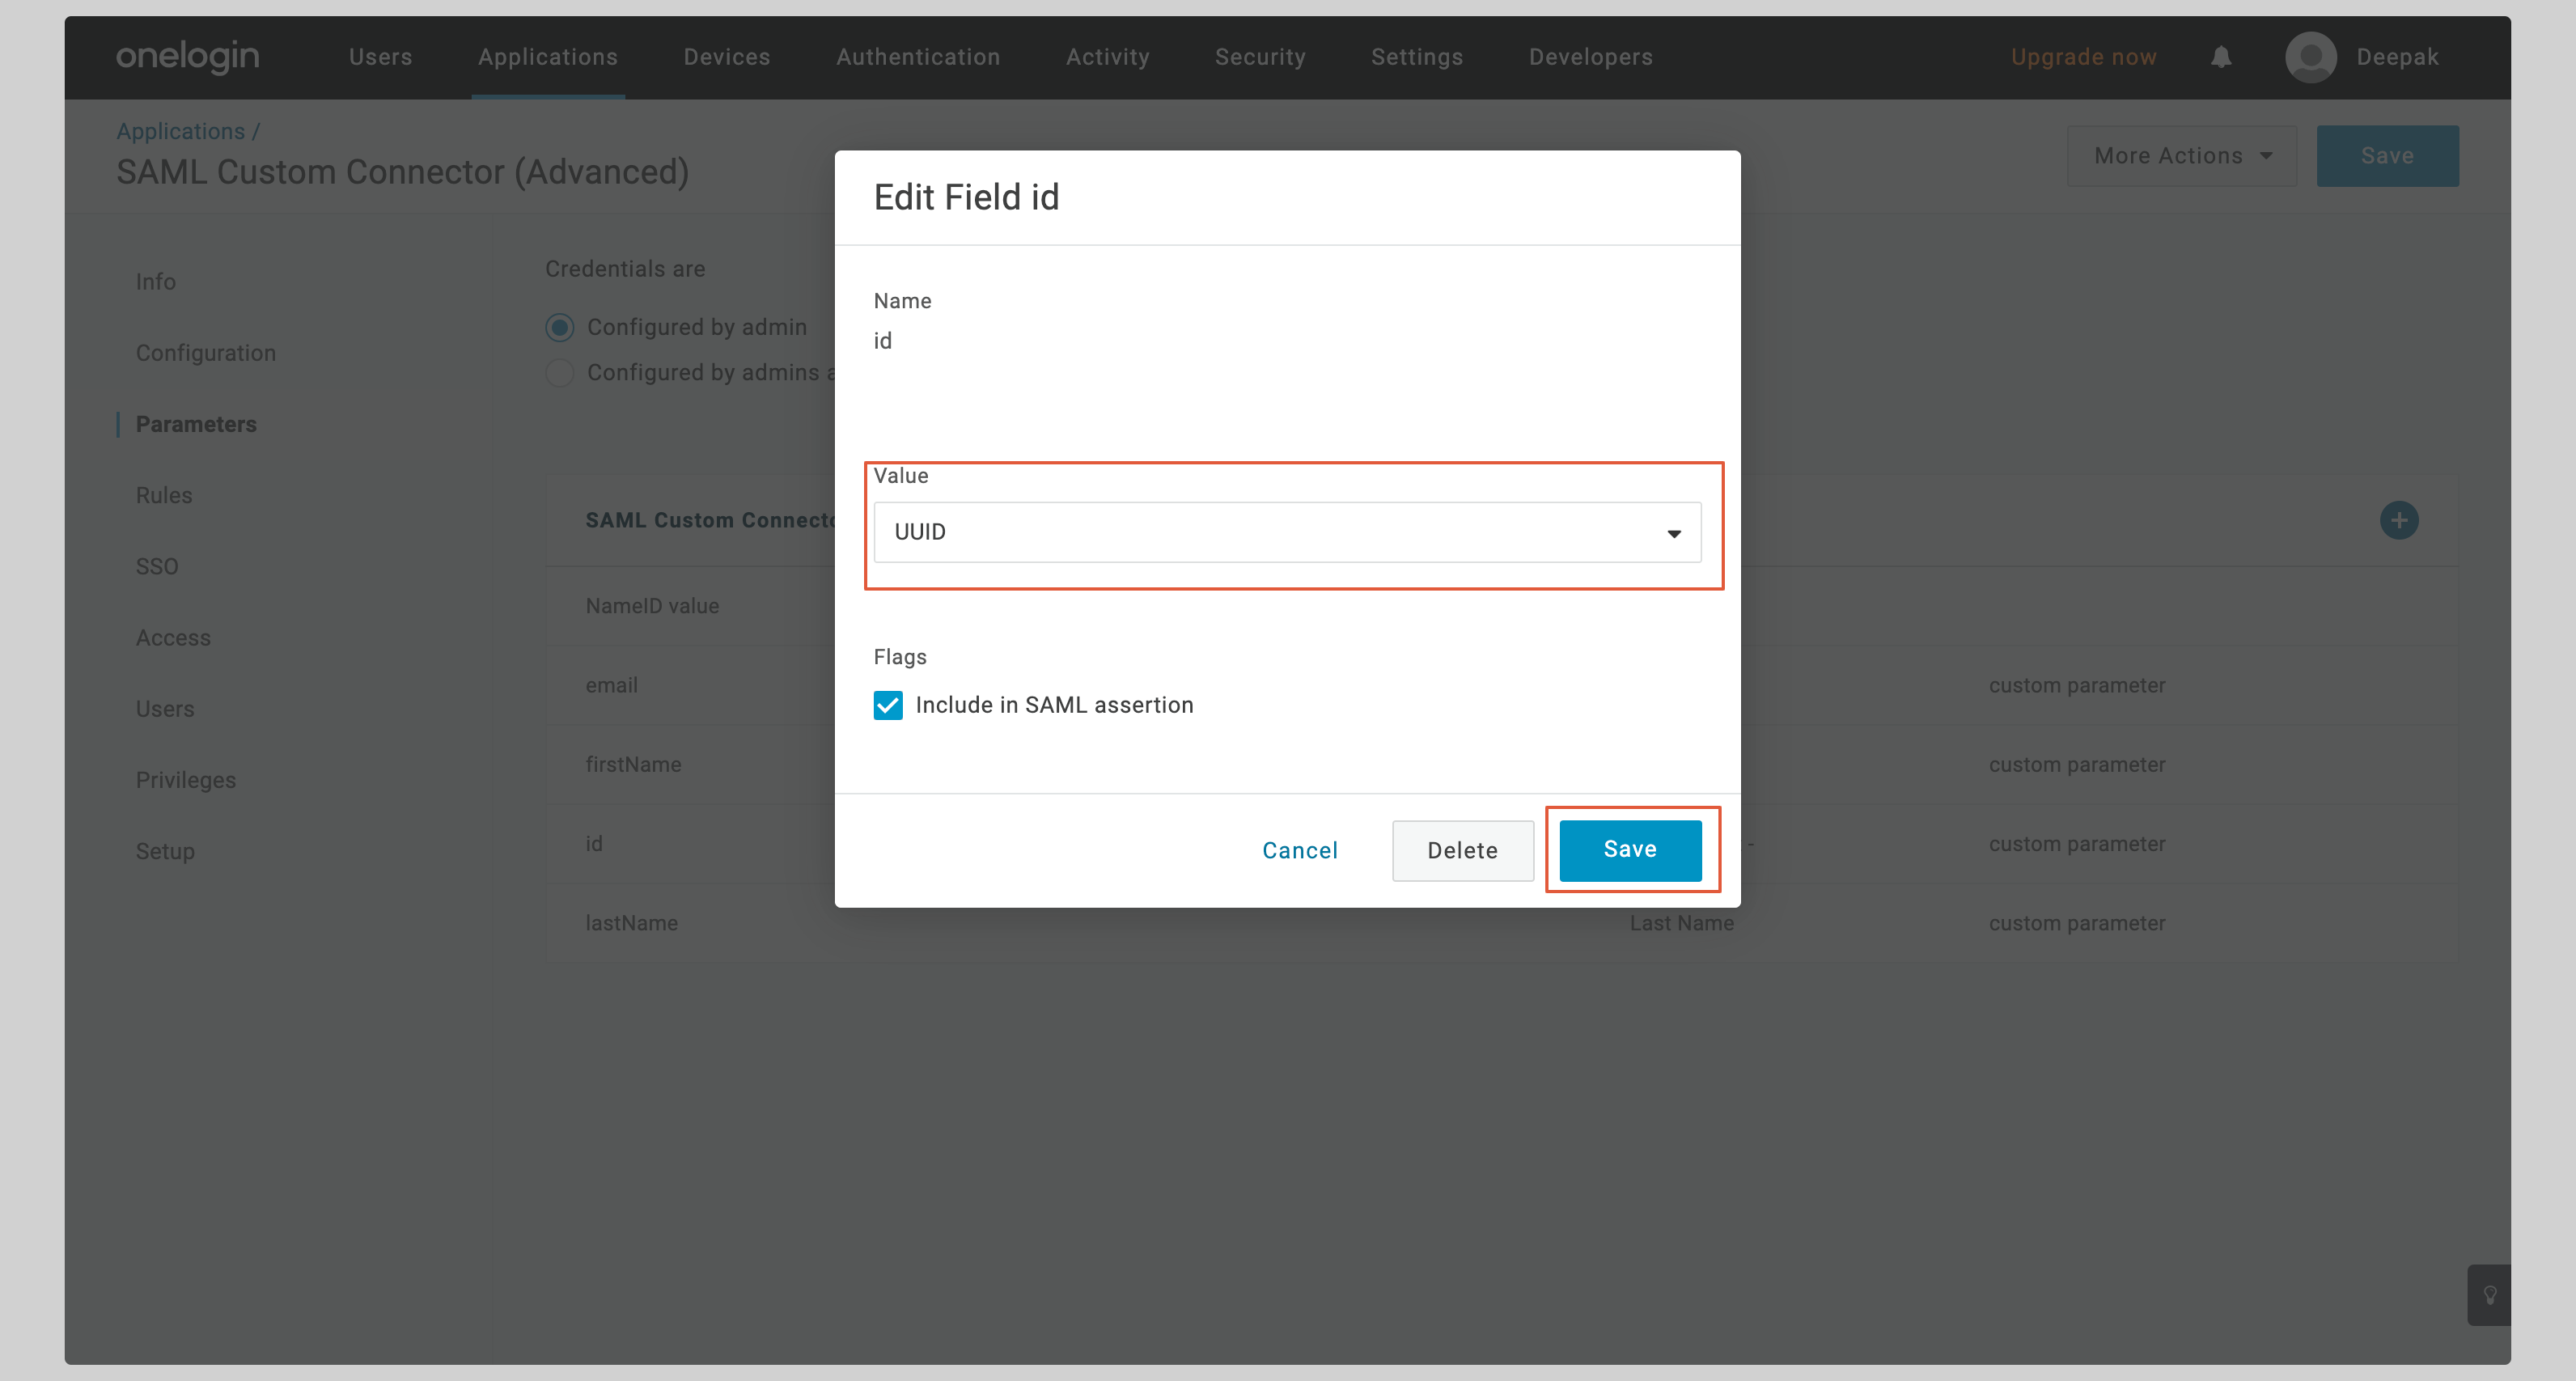 onelogin Users Applications Devices Authentication Activity Security Settings Developers Upgrade now Deepak
Applications /
SAML Custom Connector (Advanced)
More Actions Save
Info
Configuration
Parameters
Rules
SSO
Access
Users
Privileges
Setup
Credentials are
Configured by admin
Configured by admins a
SAML Custom Connecto
NameID value
email custom parameter
firstName custom parameter
id - custom parameter
lastName Last Name custom parameter
Edit Field id
Name
id
Value
UUID
Flags
Include in SAML assertion
Cancel Delete Save